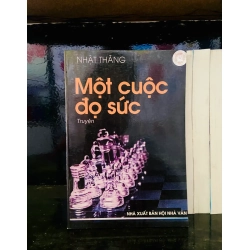 NHẬT THĂNG
Một cuộc
đọ sức
Truyện
NHÀ XUẤT BẢN HỘI NHÀ VĂN